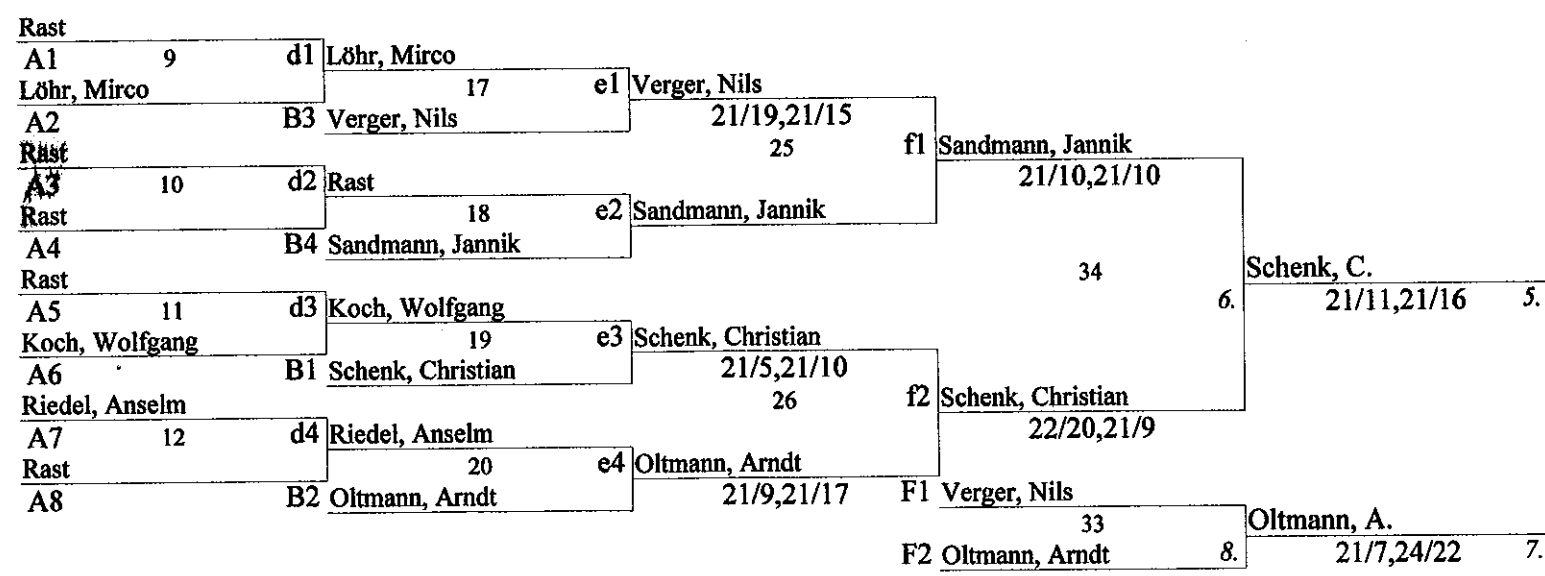 Rast
A1 9 d1 Löhr, Mirco
Löhr, Mirco 17 e1 Verger, Nils
A2 B3 Verger, Nils 21/19,21/15
Rast 25 f1 Sandmann, Jannik
A3 10 d2 Rast 21/10,21/10
Rast 18 e2 Sandmann, Jannik
A4 B4 Sandmann, Jannik
Rast 34 Schenk, C.
A5 11 d3 Koch, Wolfgang 6. 21/11,21/16 5.
Koch, Wolfgang 19 e3 Schenk, Christian
A6 B1 Schenk, Christian 21/5,21/10
Riedel, Anselm 26 f2 Schenk, Christian
A7 12 d4 Riedel, Anselm 22/20,21/9
Rast 20 e4 Oltmann, Arndt
A8 B2 Oltmann, Arndt 21/9,21/17 F1 Verger, Nils
33 Oltmann, A.
F2 Oltmann, Arndt 8. 21/7,24/22 7.